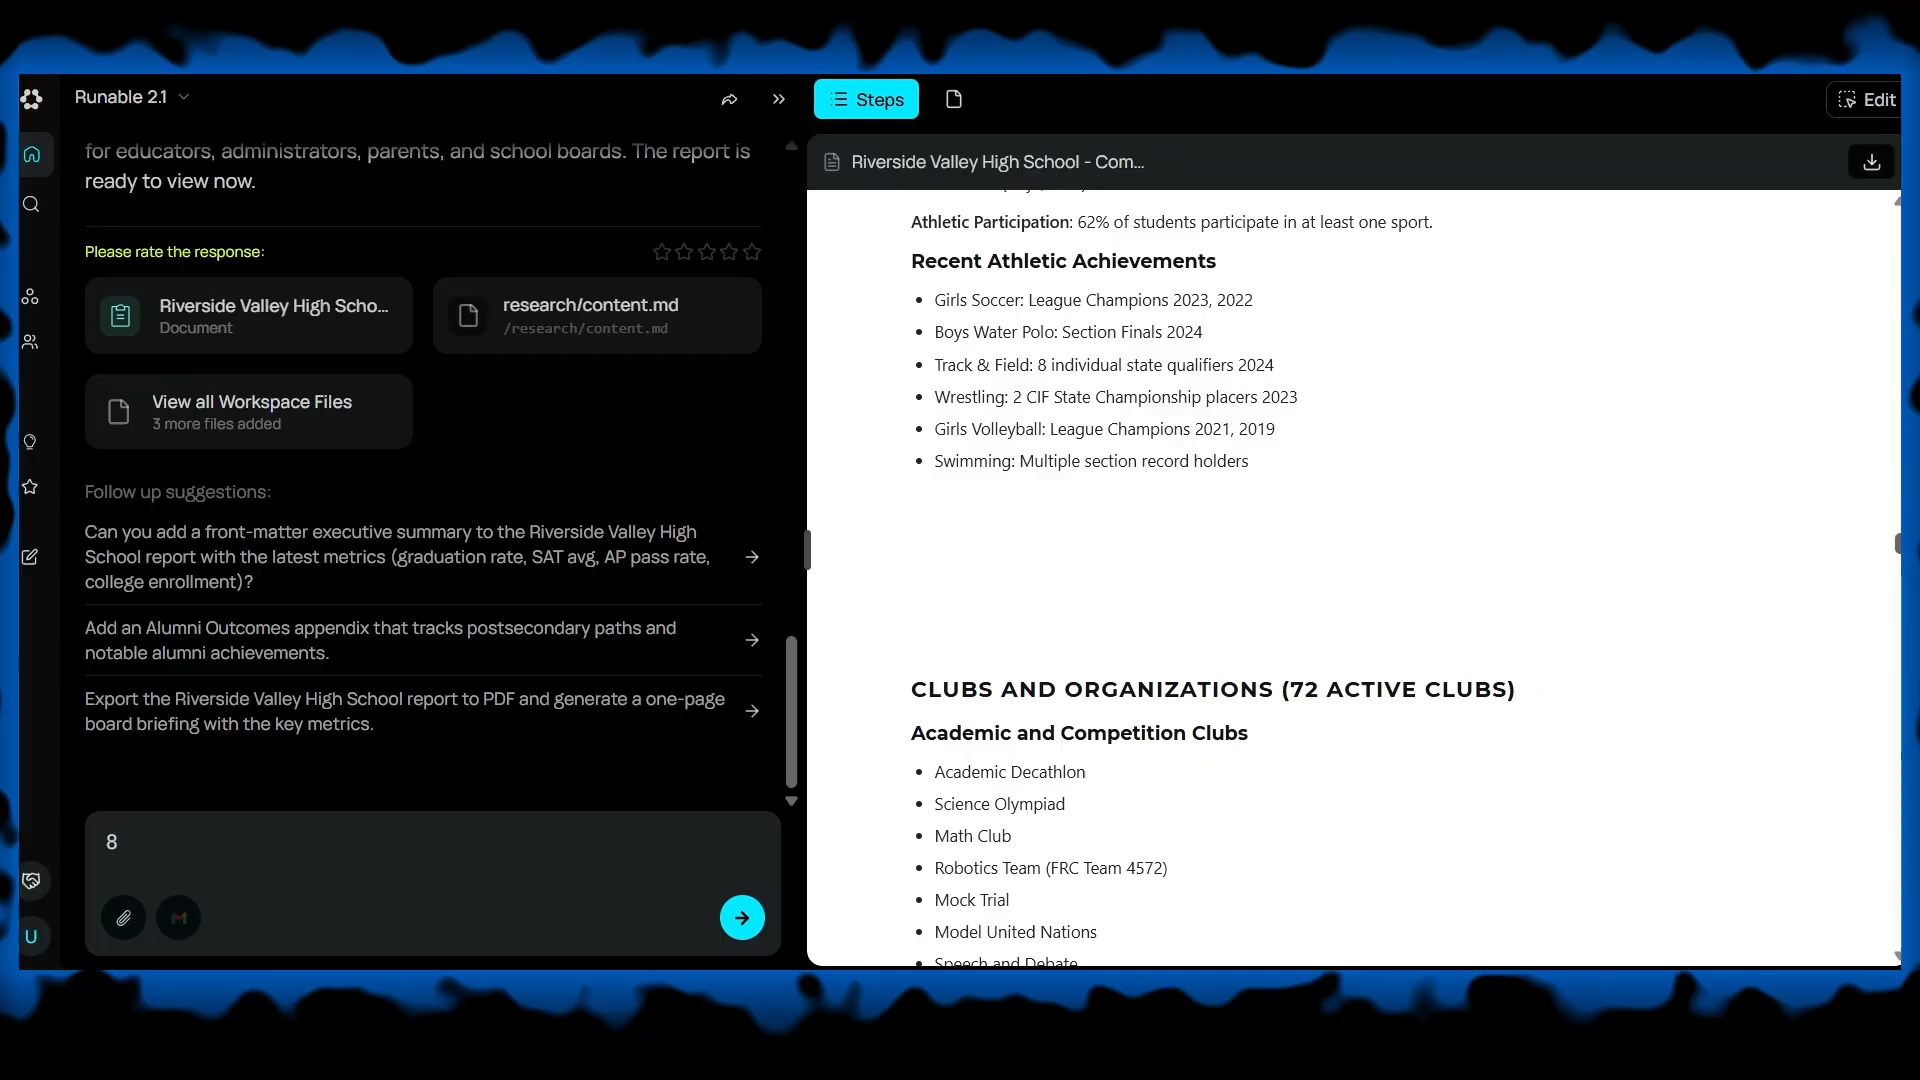 Runable 2.1
for educators, administrators, parents, and school boards. The report is
ready to view now.
Please rate the response:
Riverside Valley High Scho...
Document
research/content.md
/research/content.md
View all Workspace Files
3 more files added
Follow up suggestions:
Can you add a front-matter executive summary to the Riverside Valley High
School report with the latest metrics (graduation rate, SAT avg, AP pass rate,
college enrollment)?
Add an Alumni Outcomes appendix that tracks postsecondary paths and
notable alumni achievements.
Export the Riverside Valley High School report to PDF and generate a one-page
board briefing with the key metrics.
8
U
Steps
Edit
Riverside Valley High School - Com...
Athletic Participation: 62% of students participate in at least one sport.
Recent Athletic Achievements
• Girls Soccer: League Champions 2023, 2022
• Boys Water Polo: Section Finals 2024
• Track & Field: 8 individual state qualifiers 2024
• Wrestling: 2 CIF State Championship placers 2023
• Girls Volleyball: League Champions 2021, 2019
• Swimming: Multiple section record holders
CLUBS AND ORGANIZATIONS (72 ACTIVE CLUBS)
Academic and Competition Clubs
• Academic Decathlon
• Science Olympiad
• Math Club
• Robotics Team (FRC Team 4572)
• Mock Trial
• Model United Nations
• Speech and Debate